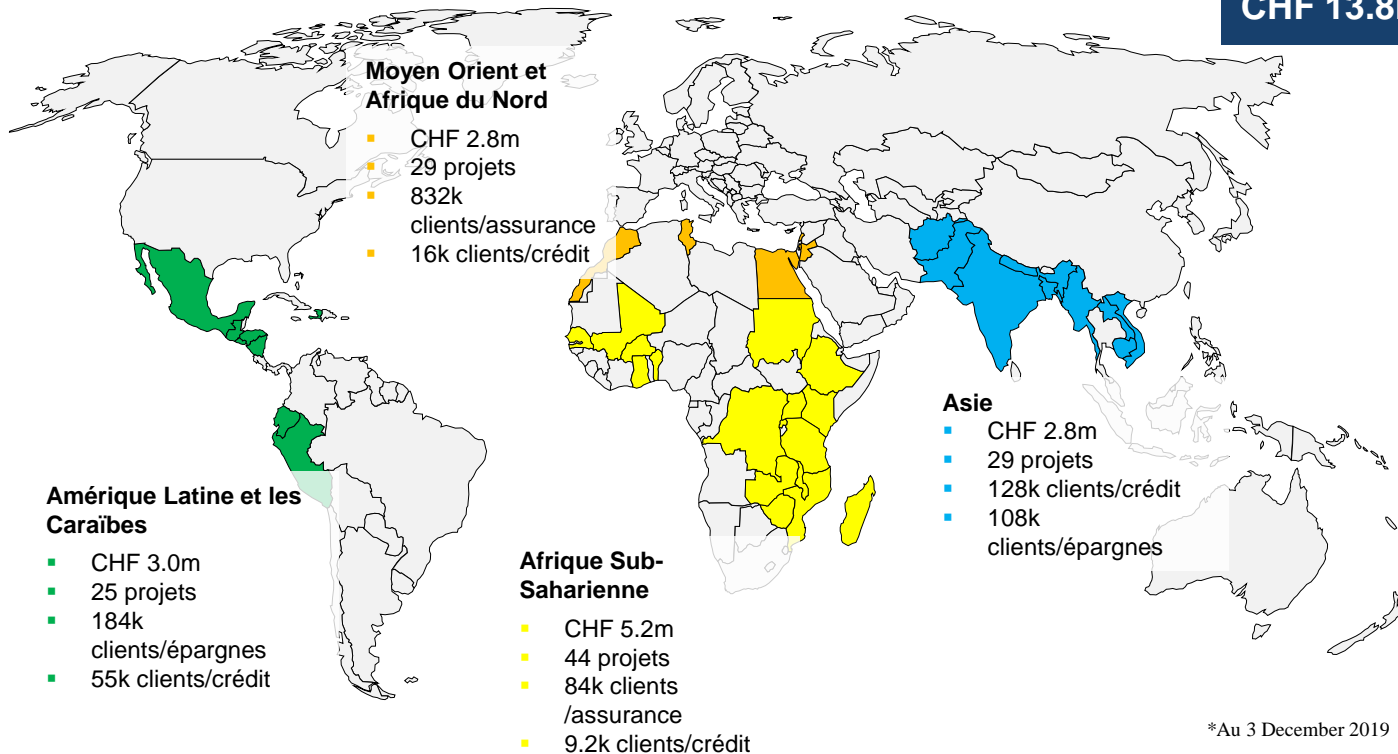 CHF 13.8
Moyen Orient et
Afrique du Nord
CHF 2.8m
29 projets
832k
clients/assurance
16k clients/crédit
Asie
CHF 2.8m
29 projets
128k clients/crédit
108k
clients/épargnes
Amérique Latine et les
Caraïbes
CHF 3.0m
25 projets
184k
clients/épargnes
55k clients/crédit
Afrique Sub-
Saharienne
CHF 5.2m
44 projets
84k clients
/assurance
9.2k clients/crédit
*Au 3 December 2019